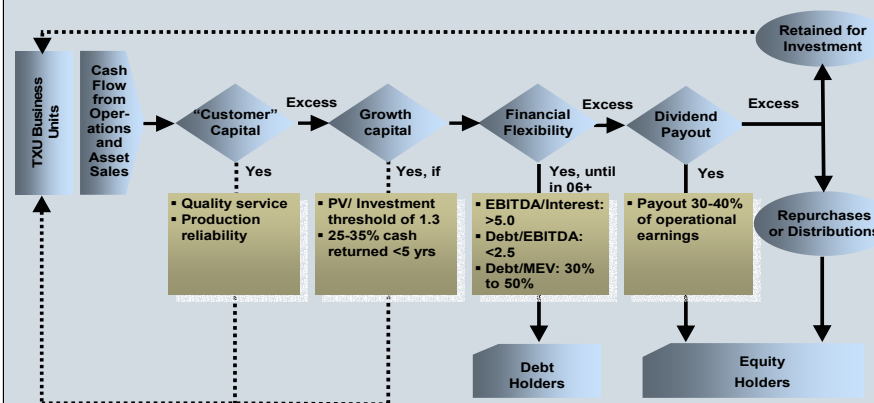 Retained for
Investment
TXU Business
Units
Cash
Flow
from
Oper-
ations
and
Asset
Sales
“Customer”
Capital
Excess
Growth
capital
Financial
Flexibility
Excess
Dividend
Payout
Excess
Yes
Yes, if
Yes, until
in 06+
Yes
▪ Quality service
▪ Production
reliability
▪ PV/ Investment
threshold of 1.3
▪ 25-35% cash
returned <5 yrs
▪ EBITDA/Interest:
>5.0
▪ Debt/EBITDA:
<2.5
▪ Debt/MEV: 30%
to 50%
▪ Payout 30-40%
of operational
earnings
Repurchases
or Distributions
Debt
Holders
Equity
Holders